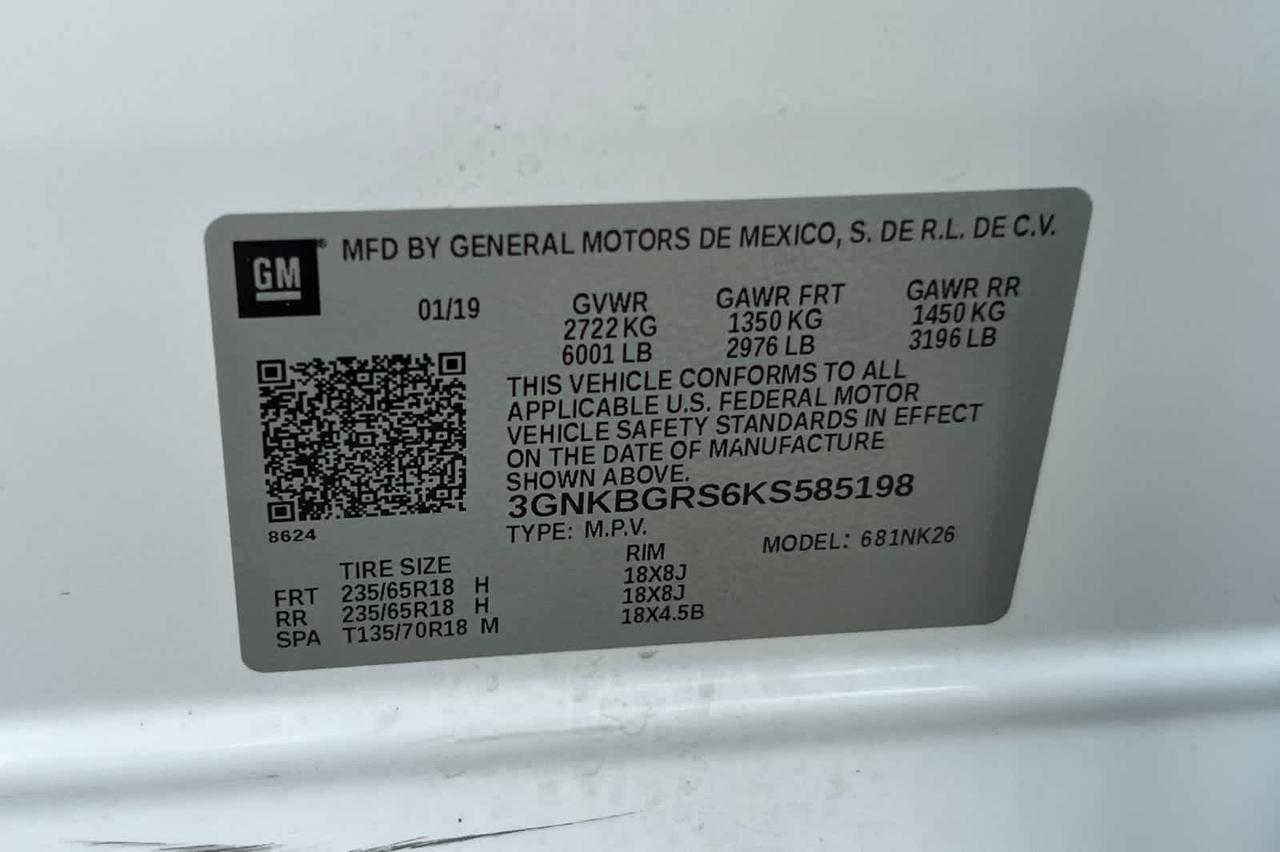 GM® MFD BY GENERAL MOTORS DE MEXICO, S. DE R.L. DE C.V.
01/19 GVWR GAWR FRT GAWR RR
2722 KG 1350 KG 1450 KG
6001 LB 2976 LB 3196 LB
THIS VEHICLE CONFORMS TO ALL
APPLICABLE U.S. FEDERAL MOTOR
VEHICLE SAFETY STANDARDS IN EFFECT
ON THE DATE OF MANUFACTURE
SHOWN ABOVE.
3GNKBGRS6KS585198
8624 TYPE: M.P.V. MODEL: 681NK26
TIRE SIZE RIM
FRT 235/65R18 H 18X8J
RR 235/65R18 H 18X8J
SPA T135/70R18 M 18X4.5B